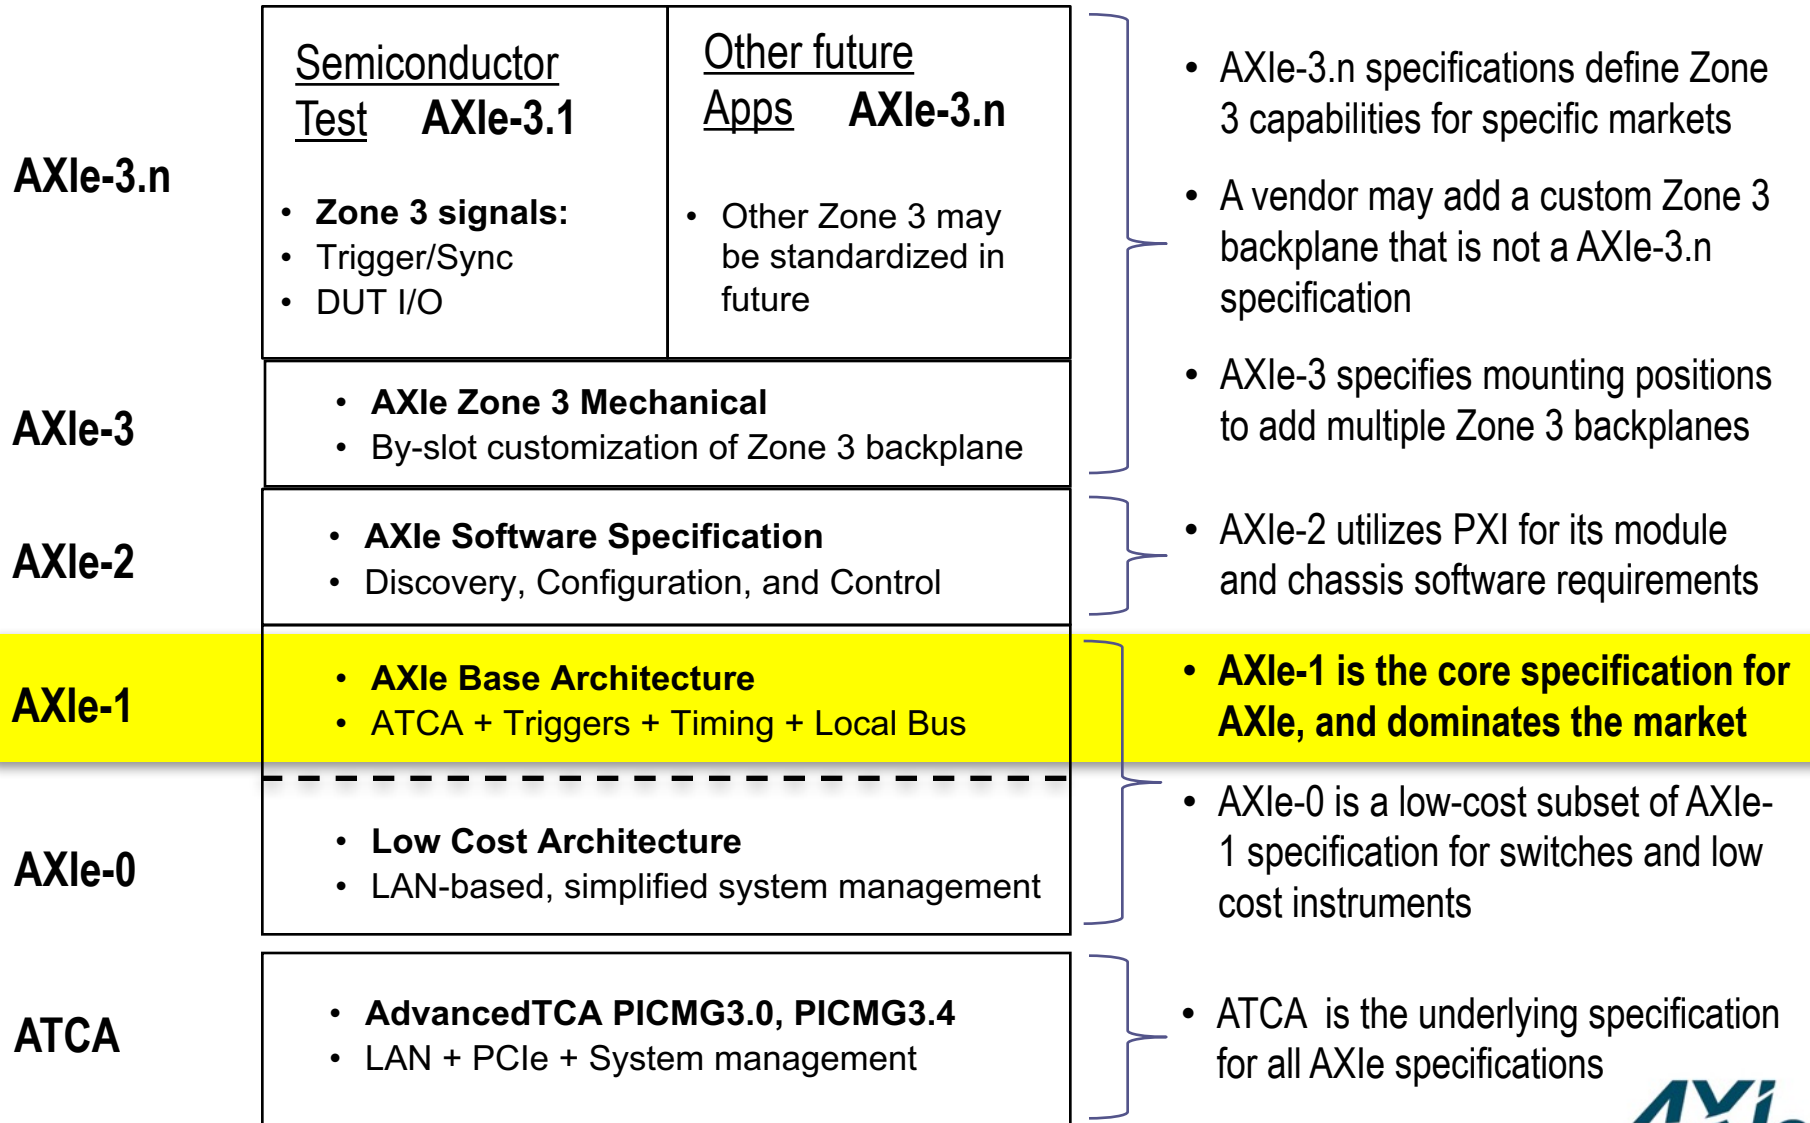 AXIe-3.n
Semiconductor
Test AXIe-3.1
• Zone 3 signals:
• Trigger/Sync
• DUT I/O
Other future
Apps AXIe-3.n
• Other Zone 3 may
be standardized in
future
• AXIe-3.n specifications define Zone
3 capabilities for specific markets
• A vendor may add a custom Zone 3
backplane that is not a AXIe-3.n
specification
AXIe-3
• AXIe Zone 3 Mechanical
• By-slot customization of Zone 3 backplane
• AXIe-3 specifies mounting positions
to add multiple Zone 3 backplanes
AXIe-2
• AXIe Software Specification
• Discovery, Configuration, and Control
• AXIe-2 utilizes PXI for its module
and chassis software requirements
AXIe-1
• AXIe Base Architecture
• ATCA + Triggers + Timing + Local Bus
• AXIe-1 is the core specification for
AXIe, and dominates the market
AXIe-0
• Low Cost Architecture
• LAN-based, simplified system management
• AXIe-0 is a low-cost subset of AXIe-
1 specification for switches and low
cost instruments
ATCA
• AdvancedTCA PICMG3.0, PICMG3.4
• LAN + PCIe + System management
• ATCA is the underlying specification
for all AXIe specifications
AXIe